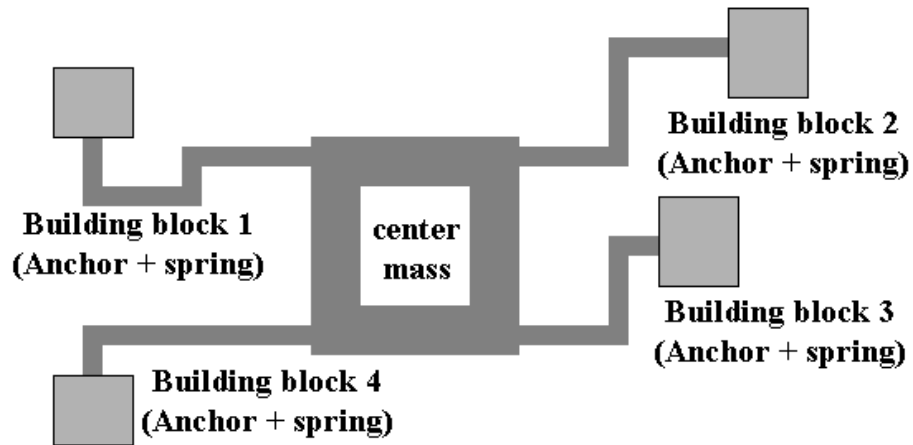 Building block 1
(Anchor + spring)
Building block 2
(Anchor + spring)
center
mass
Building block 3
(Anchor + spring)
Building block 4
(Anchor + spring)